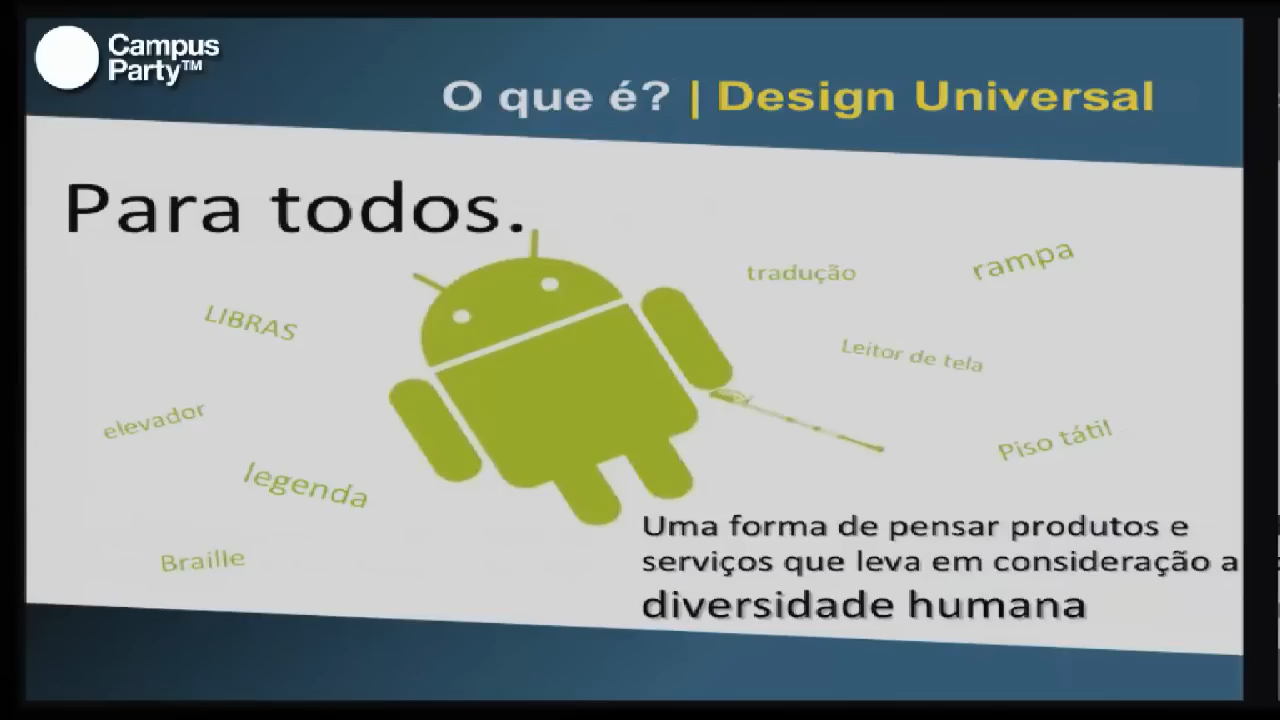 Campus
Party™
O que é? | Design Universal
Para todos.
tradução
rampa
LIBRAS
Leitor de tela
elevador
Piso tátil
legenda
Braille
Uma forma de pensar produtos e
serviços que leva em consideração a
diversidade humana